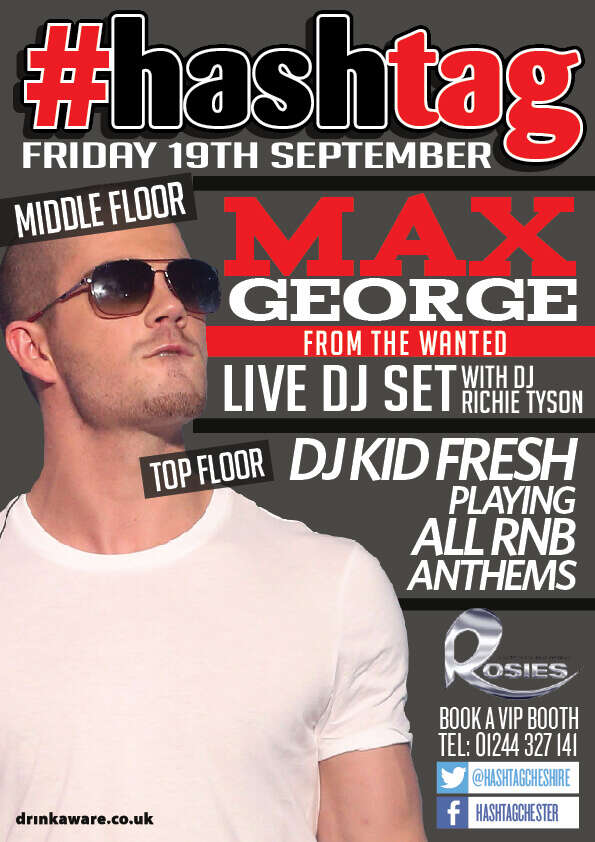 #hashtag
FRIDAY 19TH SEPTEMBER
MIDDLE FLOOR
MAX
GEORGE
FROM THE WANTED
LIVE DJ SET WITH DJ
RICHIE TYSON
TOP FLOOR
DJ KID FRESH
PLAYING
ALL RNB
ANTHEMS
ROSIES
BOOK A VIP BOOTH
TEL: 01244 327 141
@HASHTAGCHESHIRE
f HASHTAGCHESTER
drinkaware.co.uk